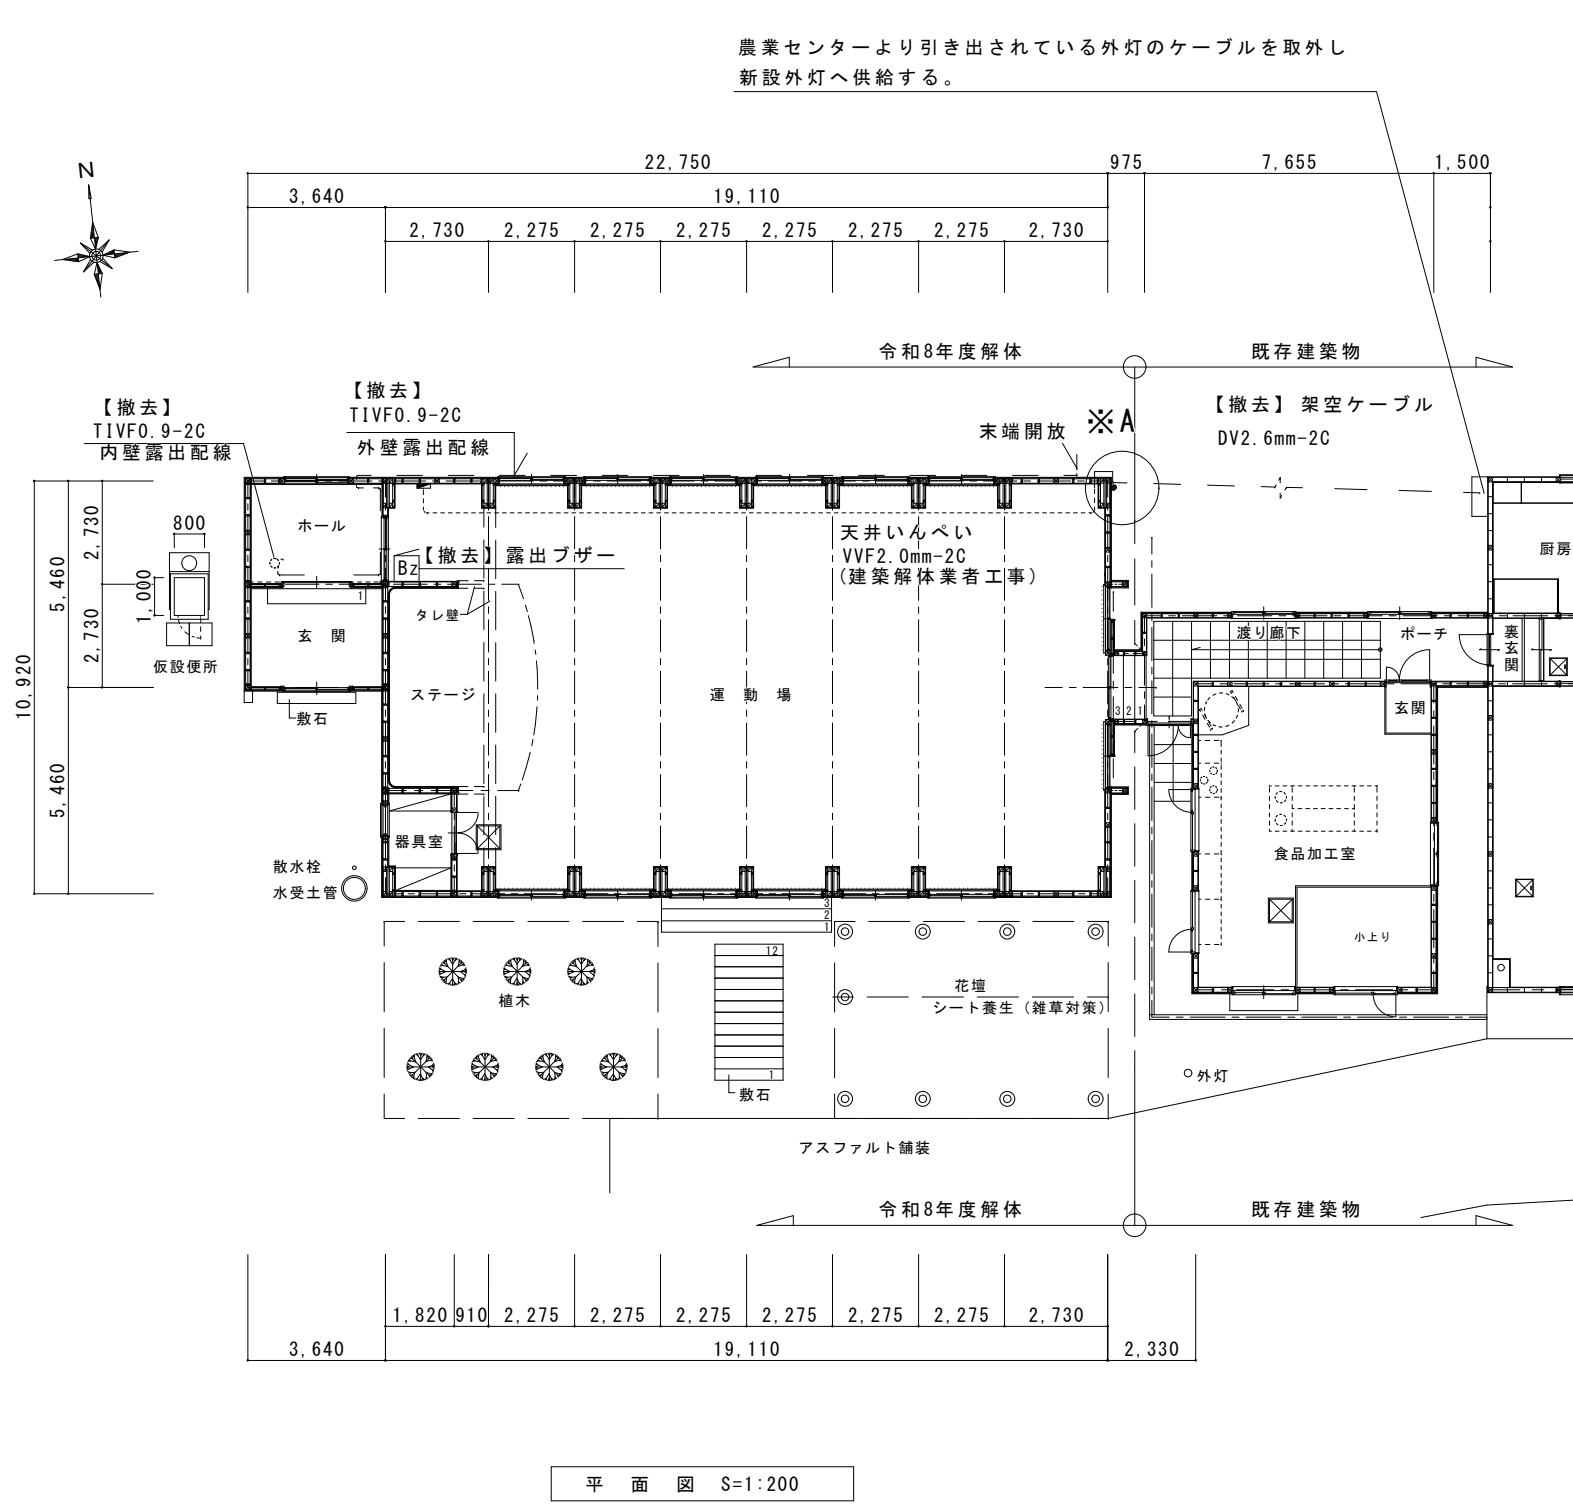 農業センターより引き出されている外灯のケーブルを取外し
新設外灯へ供給する。
N
22,750
975
7,655
1,500
3,640
19,110
2,730
2,275
2,275
2,275
2,275
2,275
2,275
2,730
令和8年度解体
既存建築物
【撤去】
TIVF0.9-2C
内壁露出配線
【撤去】
TIVF0.9-2C
外壁露出配線
末端開放
※A
【撤去】 架空ケーブル
DV2.6mm-2C
10,920
5,460
5,460
2,730
2,730
800
1,000
仮設便所
ホール
【撤去】露出ブザー
Bz
天井いんぺい
VVF2.0mm-2C
(建築解体業者工事)
厨房
1
玄 関
タレ壁
渡り廊下
ポーチ
裏玄関
ステージ
運 動 場
敷石
3 2 1
玄関
器具室
食品加工室
散水栓
水受土管
小上り
3
2
1
12
植木
花壇
シート養生(雑草対策)
1
敷石
外灯
アスファルト舗装
令和8年度解体
既存建築物
1,820
910
2,275
2,275
2,275
2,275
2,275
2,275
2,730
3,640
19,110
2,330
平 面 図 S=1:200